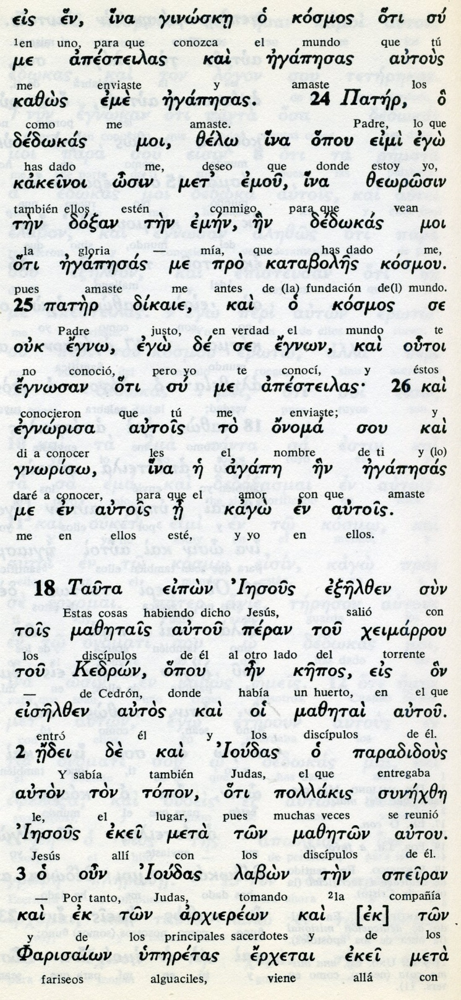 εἰς ἕν, ἵνα γινώσκῃ ὁ κόσμος ὅτι σύ
¹en uno, para que conozca el mundo que tú
με ἀπέστειλας καὶ ἠγάπησας αὐτοὺς
me enviaste y amaste los
καθὼς ἐμὲ ἠγάπησας. 24 Πατήρ, ὃ
como me amaste. Padre, lo que
δέδωκάς μοι, θέλω ἵνα ὅπου εἰμὶ ἐγὼ
has dado me, deseo que donde estoy yo,
κἀκεῖνοι ὦσιν μετ’ ἐμοῦ, ἵνα θεωρῶσιν
también ellos estén conmigo, para que vean
τὴν δόξαν τὴν ἐμήν, ἣν δέδωκάς μοι
la gloria — mía, que has dado me,
ὅτι ἠγάπησάς με πρὸ καταβολῆς κόσμου.
pues amaste me antes de (la) fundación de(l) mundo.
25 πατὴρ δίκαιε, καὶ ὁ κόσμος σε
Padre justo, en verdad el mundo te
οὐκ ἔγνω, ἐγὼ δέ σε ἔγνων, καὶ οὗτοι
no conoció, pero yo te conocí, y éstos
ἔγνωσαν ὅτι σύ με ἀπέστειλας· 26 καὶ
conocieron que tú me enviaste; y
ἐγνώρισα αὐτοῖς τὸ ὄνομά σου καὶ
di a conocer les el nombre de ti y (lo)
γνωρίσω, ἵνα ἡ ἀγάπη ἣν ἠγάπησάς
daré a conocer, para que el amor con que amaste
με ἐν αὐτοῖς ᾖ κἀγὼ ἐν αὐτοῖς.
me en ellos esté, y yo en ellos.
18 Ταῦτα εἰπὼν Ἰησοῦς ἐξῆλθεν σὺν
Estas cosas habiendo dicho Jesús, salió con
τοῖς μαθηταῖς αὐτοῦ πέραν τοῦ χειμάρρου
los discípulos de él al otro lado del torrente
τοῦ Κεδρών, ὅπου ἦν κῆπος, εἰς ὃν
— de Cedrón, donde había un huerto, en el que
εἰσῆλθεν αὐτὸς καὶ οἱ μαθηταὶ αὐτοῦ.
entró él y los discípulos de él.
2 ᾔδει δὲ καὶ Ἰούδας ὁ παραδιδοὺς
Y sabía también Judas, el que entregaba
αὐτὸν τὸν τόπον, ὅτι πολλάκις συνήχθη
le, el lugar, pues muchas veces se reunió
Ἰησοῦς ἐκεῖ μετὰ τῶν μαθητῶν αὐτου.
Jesús allí con los discípulos de él.
3 ὁ οὖν Ἰούδας λαβὼν τὴν σπεῖραν
— Por tanto, Judas, tomando ²la compañía
καὶ ἐκ τῶν ἀρχιερέων καὶ [ἐκ] τῶν
y de los principales sacerdotes y de los
Φαρισαίων ὑπηρέτας ἔρχεται ἐκεῖ μετὰ
fariseos alguaciles, viene allá con